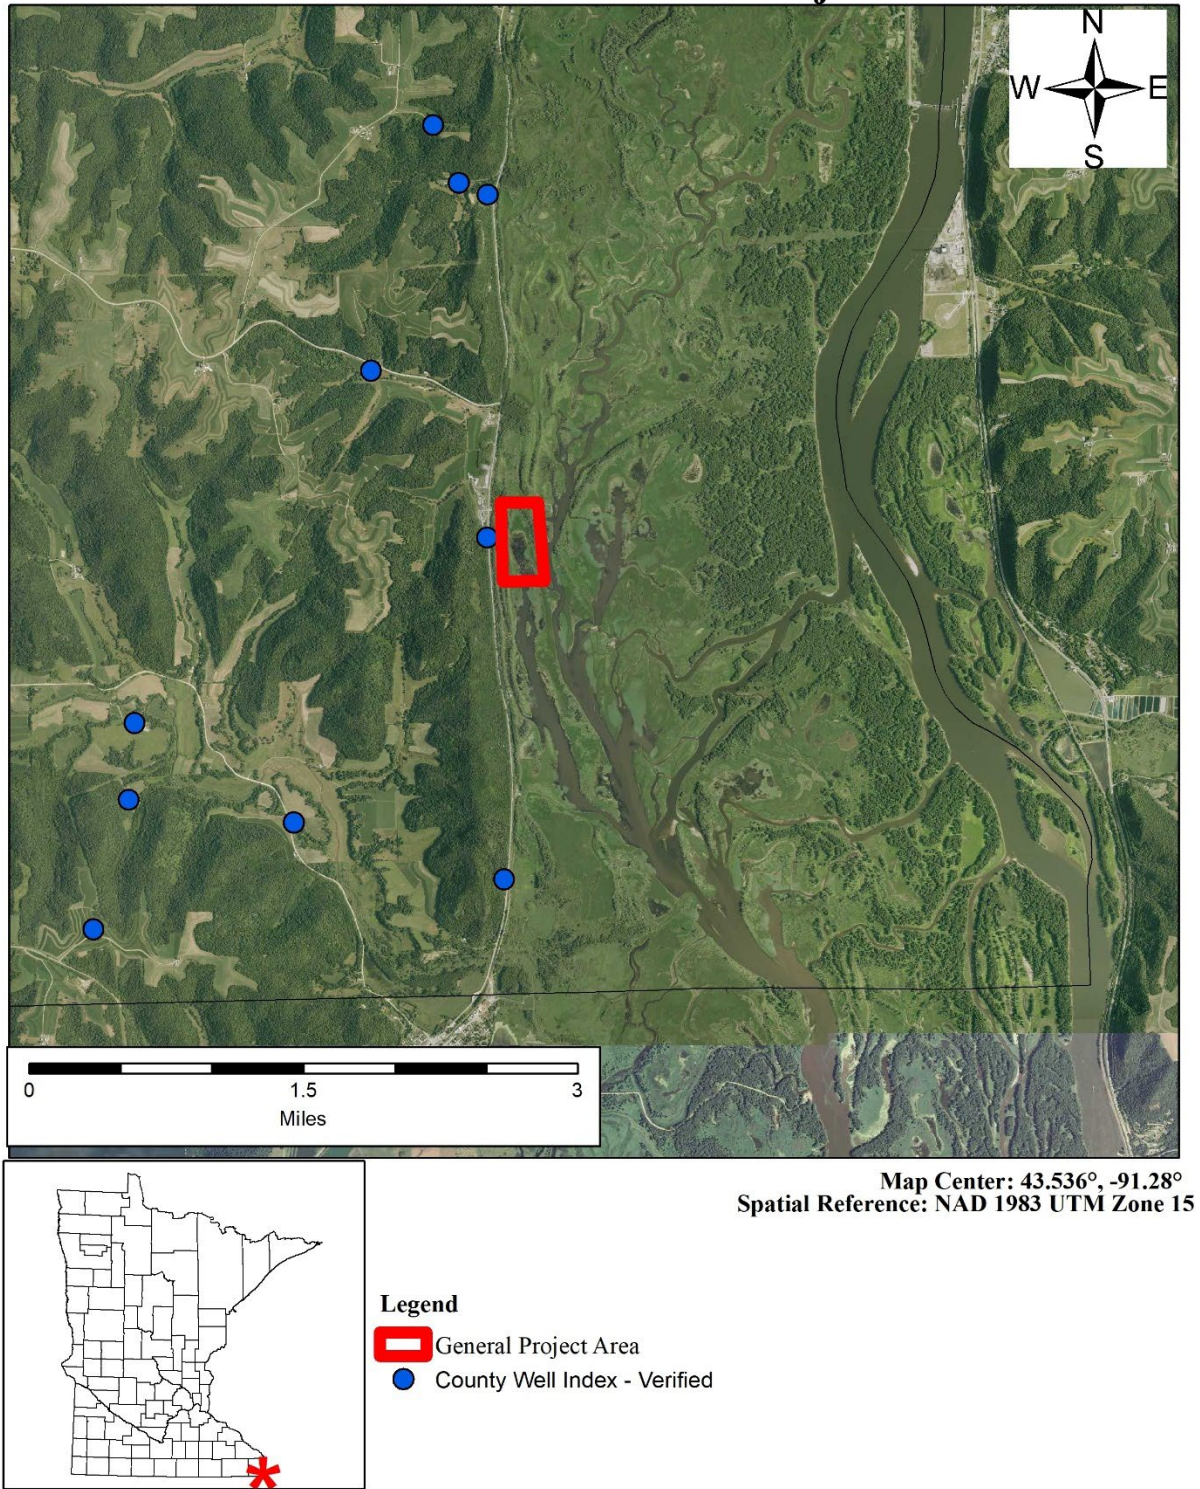 N
W E
S
0 1.5 3
Miles
Map Center: 43.536°, -91.28°
Spatial Reference: NAD 1983 UTM Zone 15
Legend
General Project Area
County Well Index - Verified